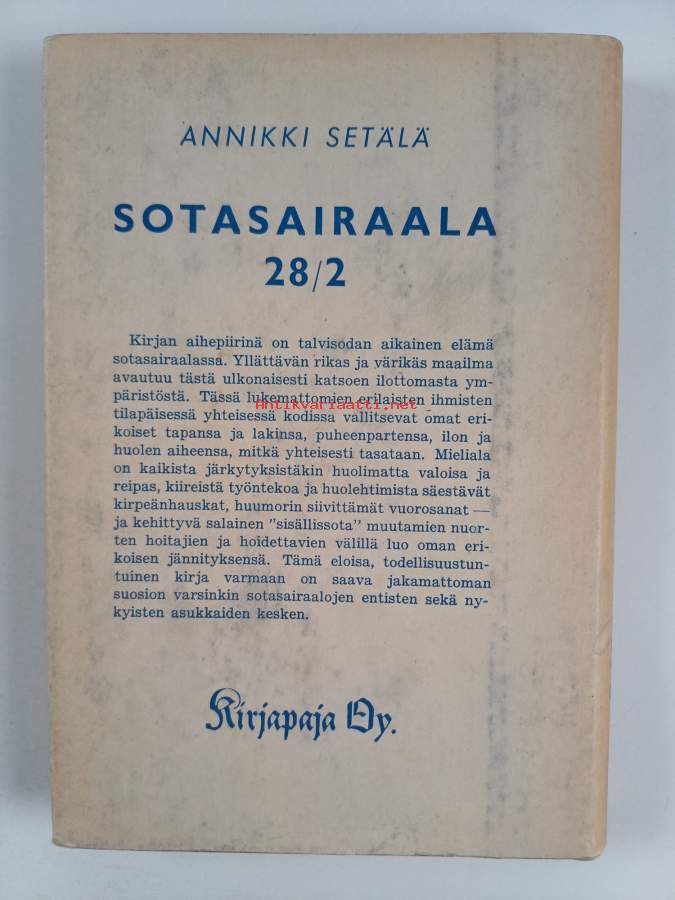 ANNIKKI SETÄLÄ
SOTASAIRAALA
28/2
Kirjan aihepiirinä on talvisodan aikainen elämä
sotasairaalassa. Yllättävän rikas ja värikäs maailma
avautuu tästä ulkonaisesti katsoen ilottomasta ym-
päristöstä. Tässä lukemattomien erilaisten ihmisten
Antikvariaatti.net
tilapäisessä yhteisessä kodissa vallitsevat omat eri-
koiset tapansa ja lakinsa, puheenpartensa, ilon ja
huolen aiheensa, mitkä yhteisesti tasataan. Mieliala
on kaikista järkytyksistäkin huolimatta valoisa ja
reipas, kiireistä työntekoa ja huolehtimista säestävät
kirpeänhauskat, huumorin siivittämät vuorosanat —
ja kehittyvä salainen "sisällissota" muutamien nuor-
ten hoitajien ja hoidettavien välillä luo oman eri-
koisen jännityksensä. Tämä eloisa, todellisuustun-
tuinen kirja varmaan on saava jakamattoman
suosion varsinkin sotasairaalojen entisten sekä ny-
kyisten asukkaiden kesken.
Kirjapaja Oy.